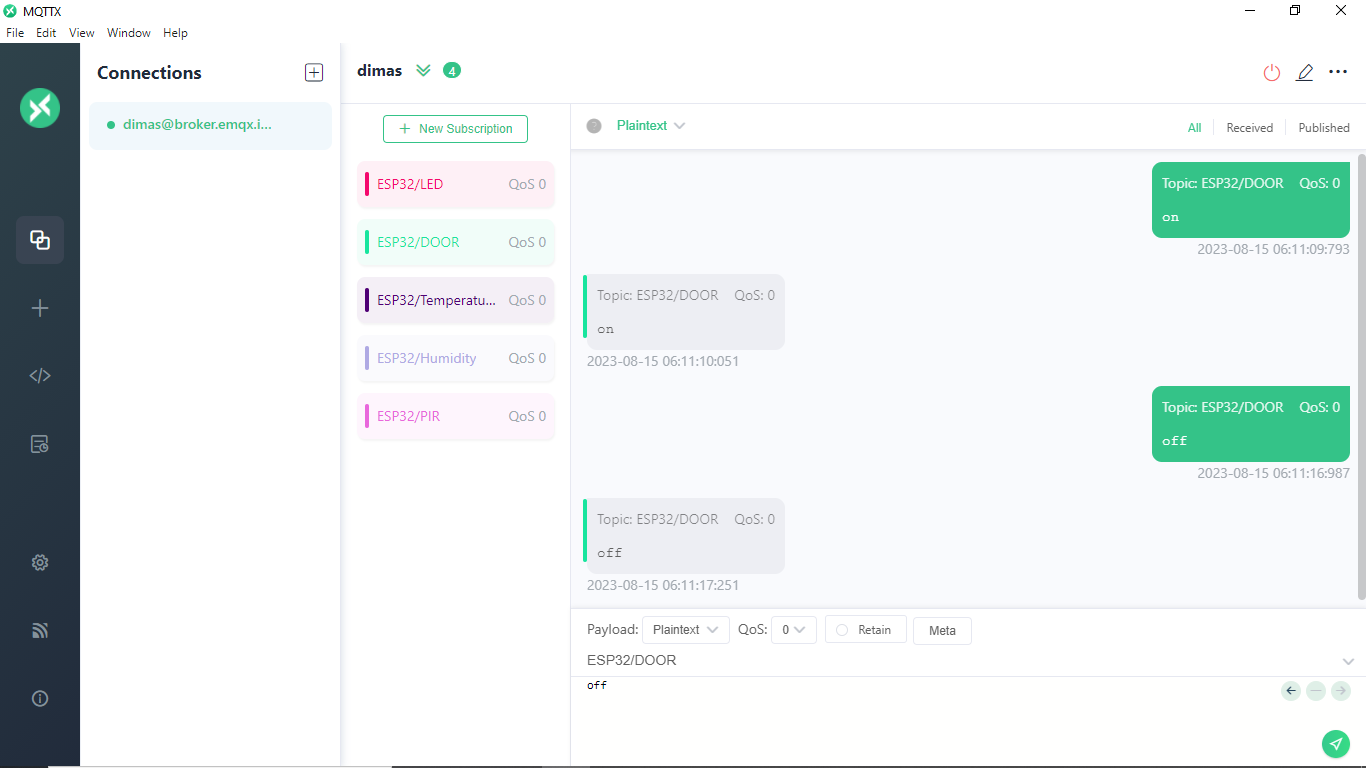 MQTTX
File Edit View Window Help
Connections
dimas@broker.emqx.i...
dimas 4
New Subscription
ESP32/LED QoS 0
ESP32/DOOR QoS 0
ESP32/Temperatu... QoS 0
ESP32/Humidity QoS 0
ESP32/PIR QoS 0
Plaintext
All Received Published
Topic: ESP32/DOOR QoS: 0
on
2023-08-15 06:11:09:793
Topic: ESP32/DOOR QoS: 0
on
2023-08-15 06:11:10:051
Topic: ESP32/DOOR QoS: 0
off
2023-08-15 06:11:16:987
Topic: ESP32/DOOR QoS: 0
off
2023-08-15 06:11:17:251
Payload: Plaintext QoS: 0 Retain Meta
ESP32/DOOR
off